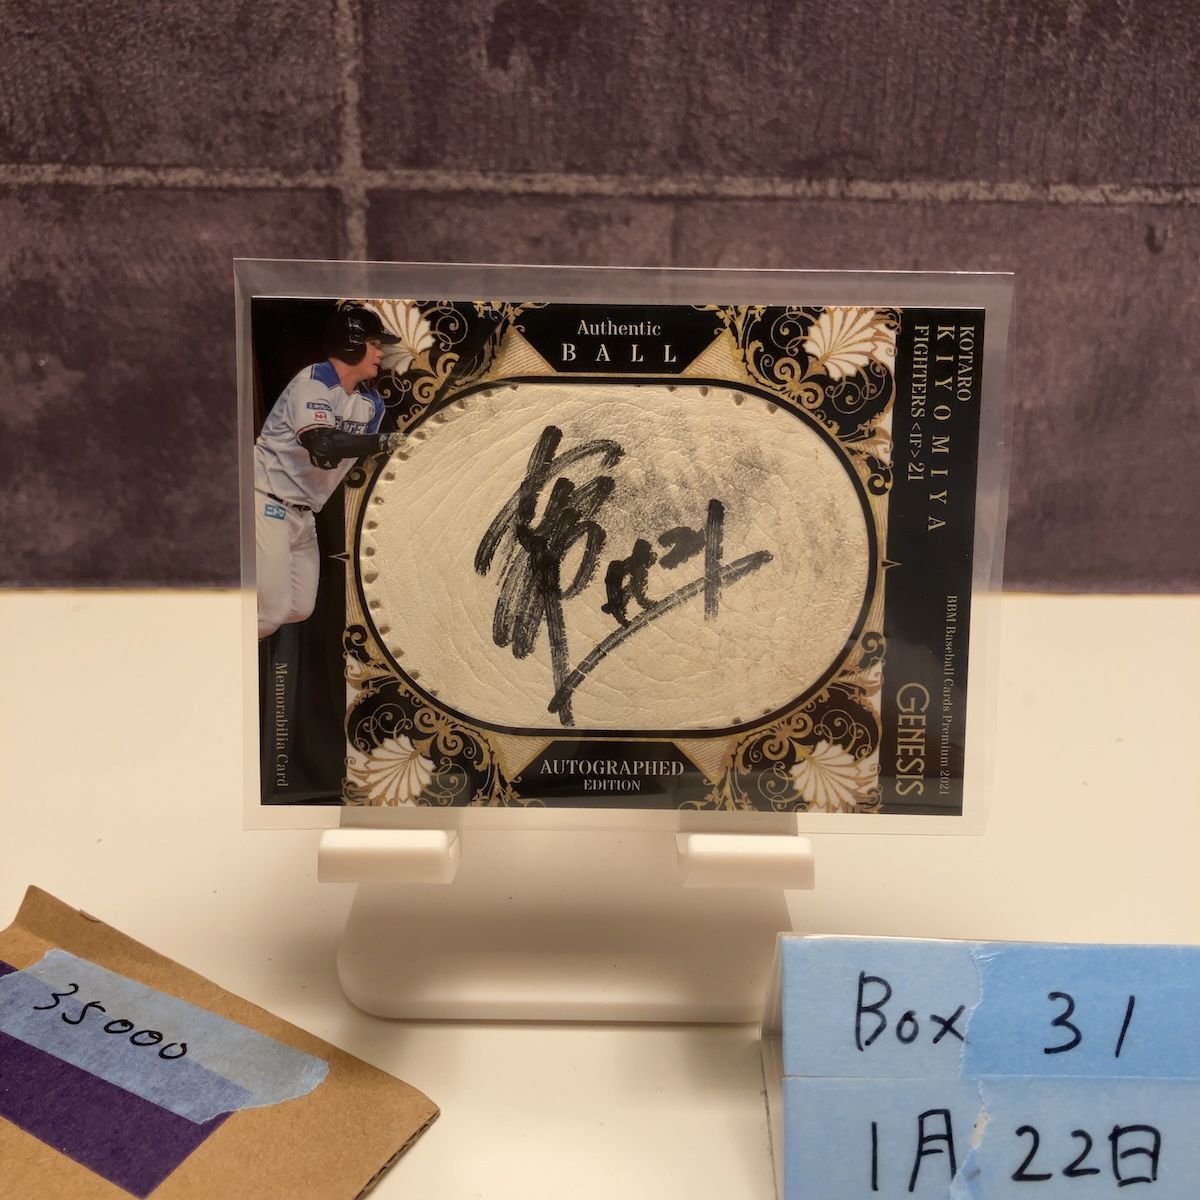 Authentic
BALL
KOTARO
KIYOMIYA
FIGHTERS <IF> 21
BBM Baseball Cards Premium 2021
GENESIS
Memorabilia Card
AUTOGRAPHED
EDITION
35000
Box 31
1月22日